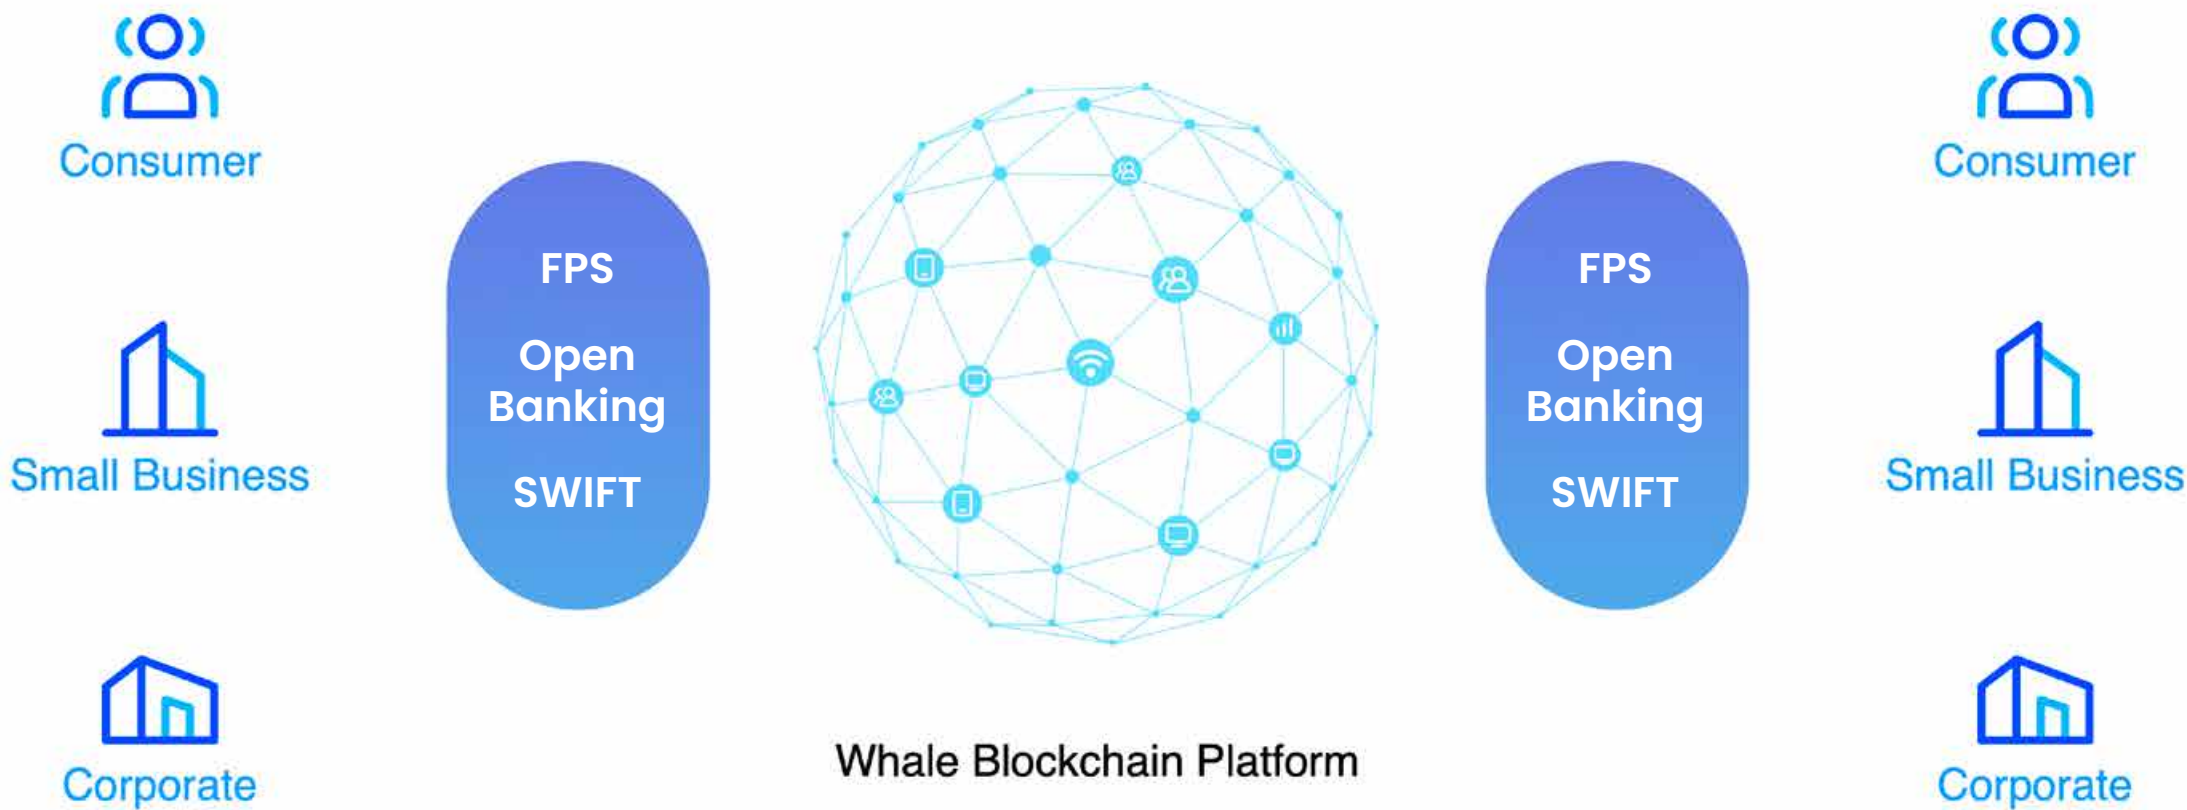 Consumer
Small Business
Corporate
FPS
Open
Banking
SWIFT
Whale Blockchain Platform
FPS
Open
Banking
SWIFT
Consumer
Small Business
Corporate